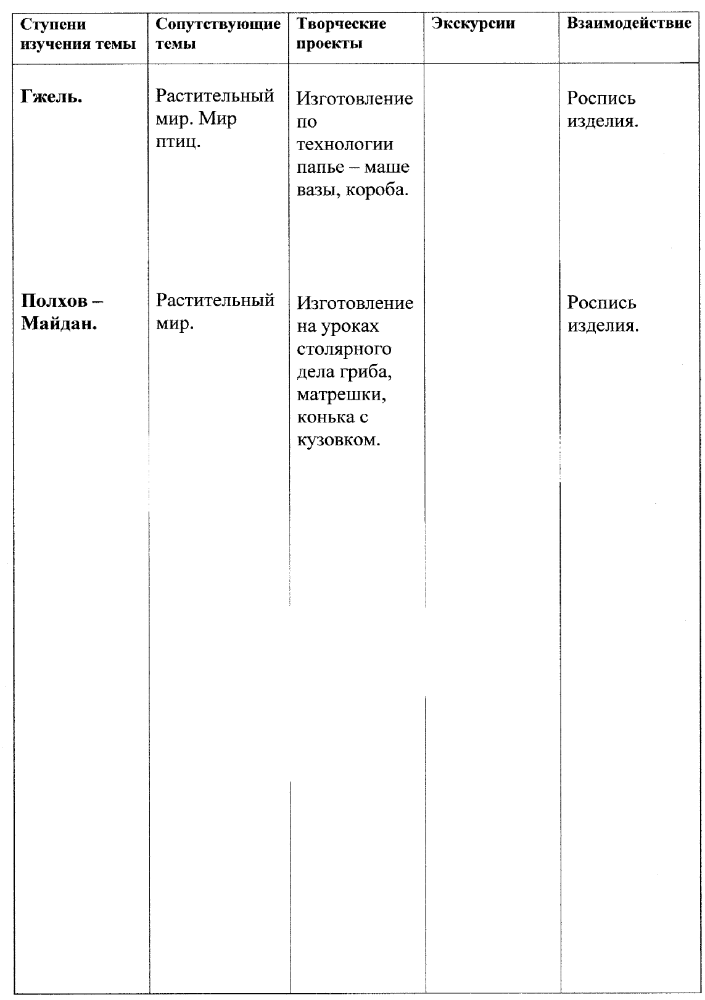 Ступени
изучения темы
Сопутствующие
темы
Творческие
проекты
Экскурсии
Взаимодействие
Гжель.
Растительный
мир. Мир
птиц.
Изготовление
по
технологии
папье – маше
вазы, короба.
Роспись
изделия.
Полхов –
Майдан.
Растительный
мир.
Изготовление
на уроках
столярного
дела гриба,
матрешки,
конька с
кузовком.
Роспись
изделия.